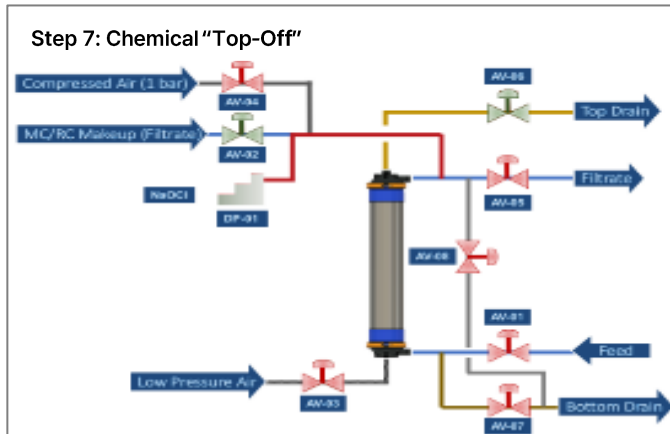 Step 7: Chemical “Top-Off”
Compressed Air (1 bar)
AV-04
AV-06
Top Drain
MC/RC Makeup (Filtrate)
AV-02
NaOCl
DP-01
Filtrate
AV-05
AV-08
AV-01
Feed
Low Pressure Air
AV-03
Bottom Drain
AV-07